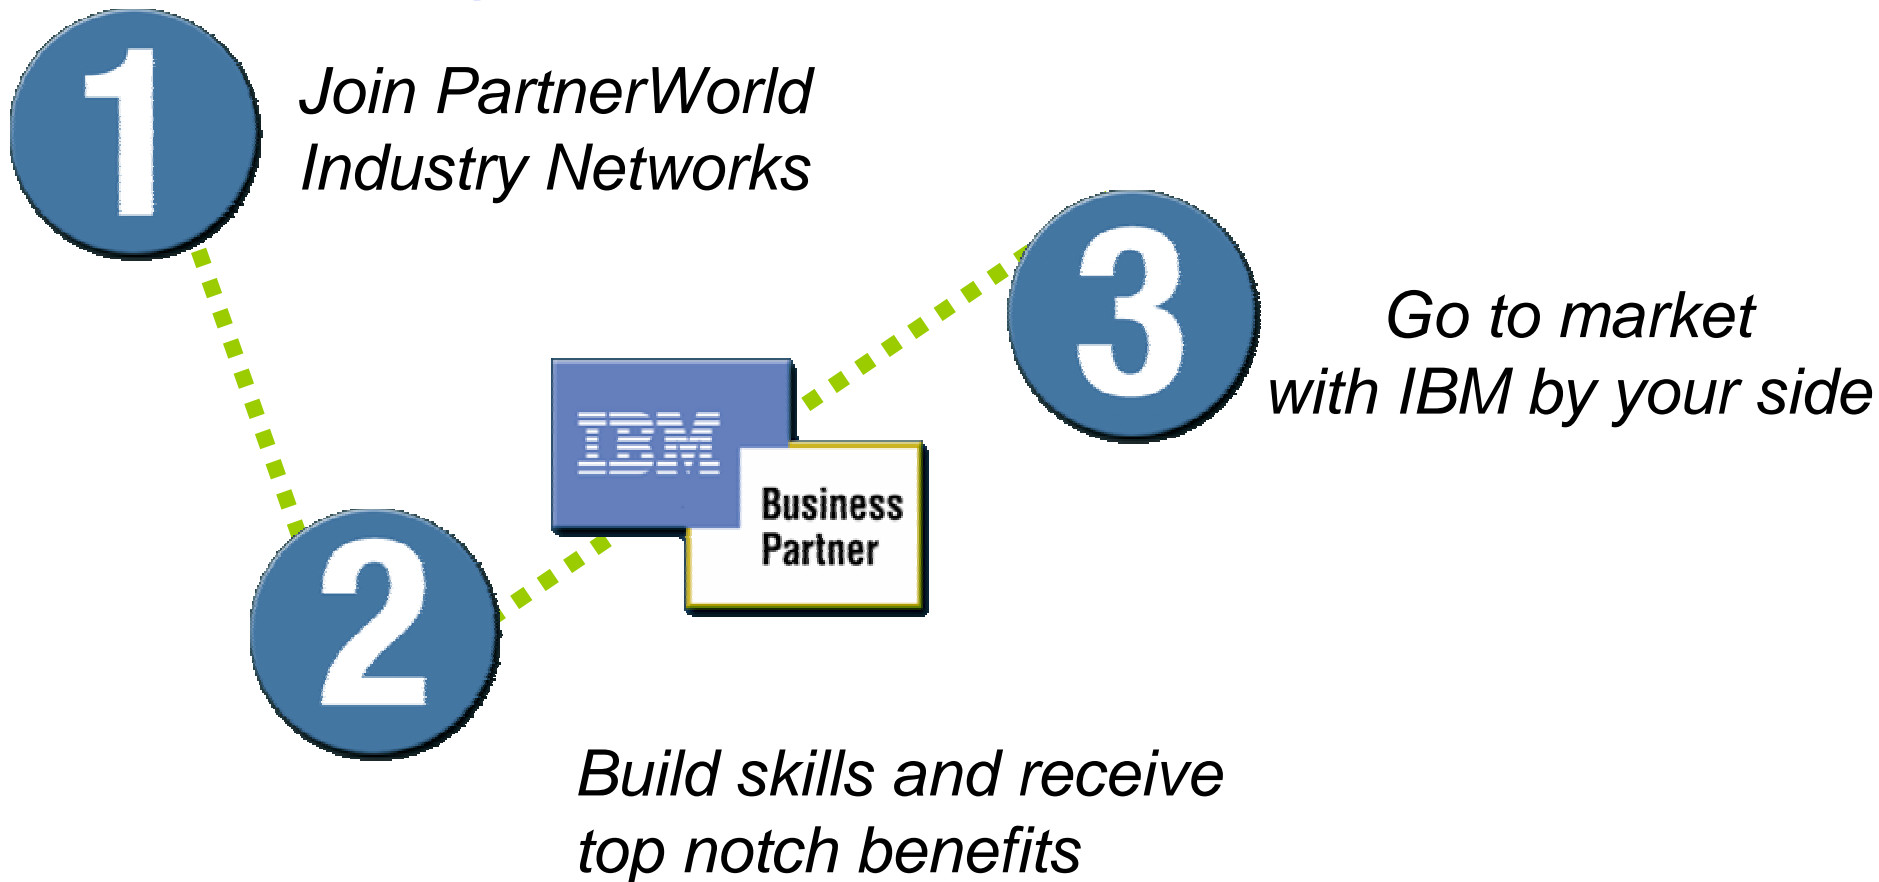 1
Join PartnerWorld
Industry Networks
3
Go to market
with IBM by your side
IBM
Business
Partner
2
Build skills and receive
top notch benefits